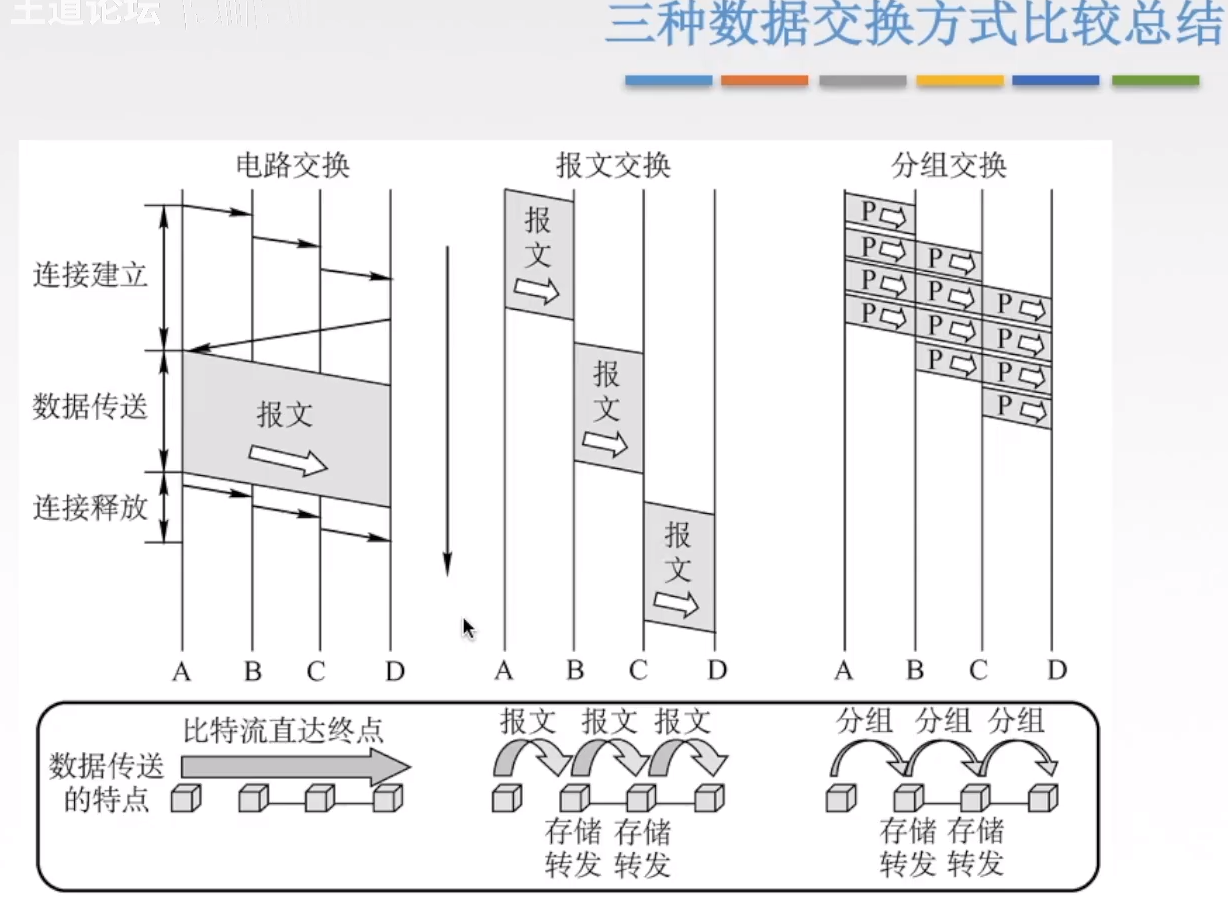 王道论坛
三种数据交换方式比较总结
电路交换
报文交换
分组交换
连接建立
数据传送
连接释放
报文
报
文
报
文
报
文
P
P
P
P
P
P
P
P
P
P
P
P
A B C D
A B C D
A B C D
数据传送
的特点
比特流直达终点
报文 报文 报文
存储 存储
转发 转发
分组 分组 分组
存储 存储
转发 转发